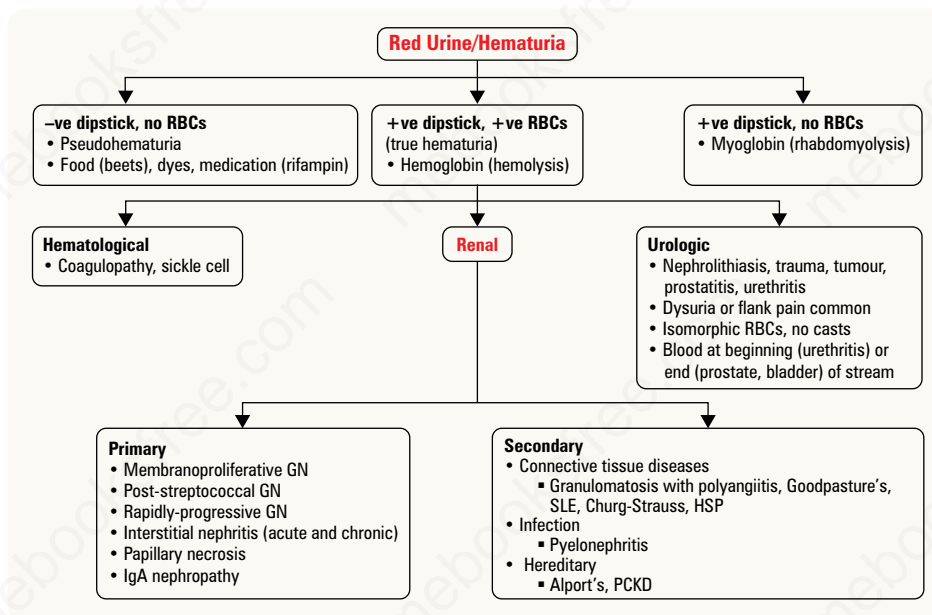 Red Urine/Hematuria
–ve dipstick, no RBCs
• Pseudohematuria
• Food (beets), dyes, medication (rifampin)
+ve dipstick, +ve RBCs
(true hematuria)
• Hemoglobin (hemolysis)
+ve dipstick, no RBCs
• Myoglobin (rhabdomyolysis)
Hematological
• Coagulopathy, sickle cell
Renal
Urologic
• Nephrolithiasis, trauma, tumour,
prostatitis, urethritis
• Dysuria or flank pain common
• Isomorphic RBCs, no casts
• Blood at beginning (urethritis) or
end (prostate, bladder) of stream
Primary
• Membranoproliferative GN
• Post-streptococcal GN
• Rapidly-progressive GN
• Interstitial nephritis (acute and chronic)
• Papillary necrosis
• IgA nephropathy
Secondary
• Connective tissue diseases
▪ Granulomatosis with polyangiitis, Goodpasture's,
SLE, Churg-Strauss, HSP
• Infection
▪ Pyelonephritis
• Hereditary
▪ Alport's, PCKD